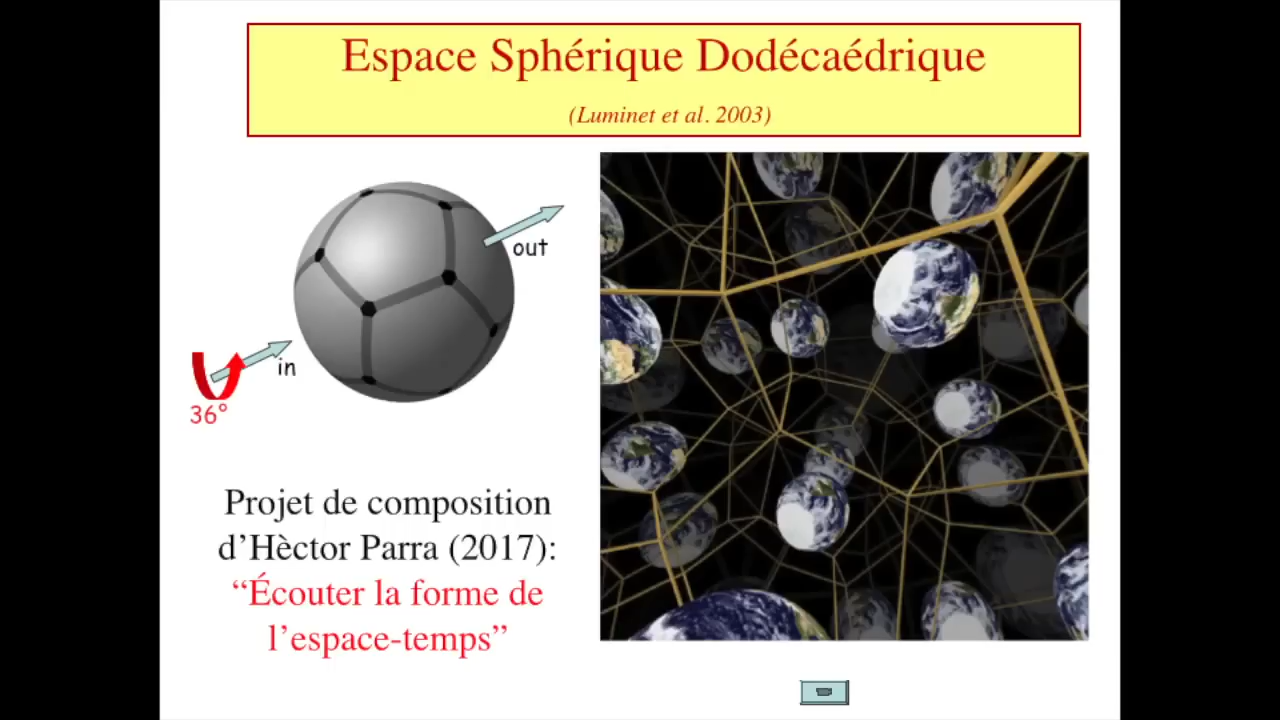 Espace Sphérique Dodécaédrique
(Luminet et al. 2003)
out
in
36°
Projet de composition
d’Hèctor Parra (2017):
“Écouter la forme de
l’espace-temps”